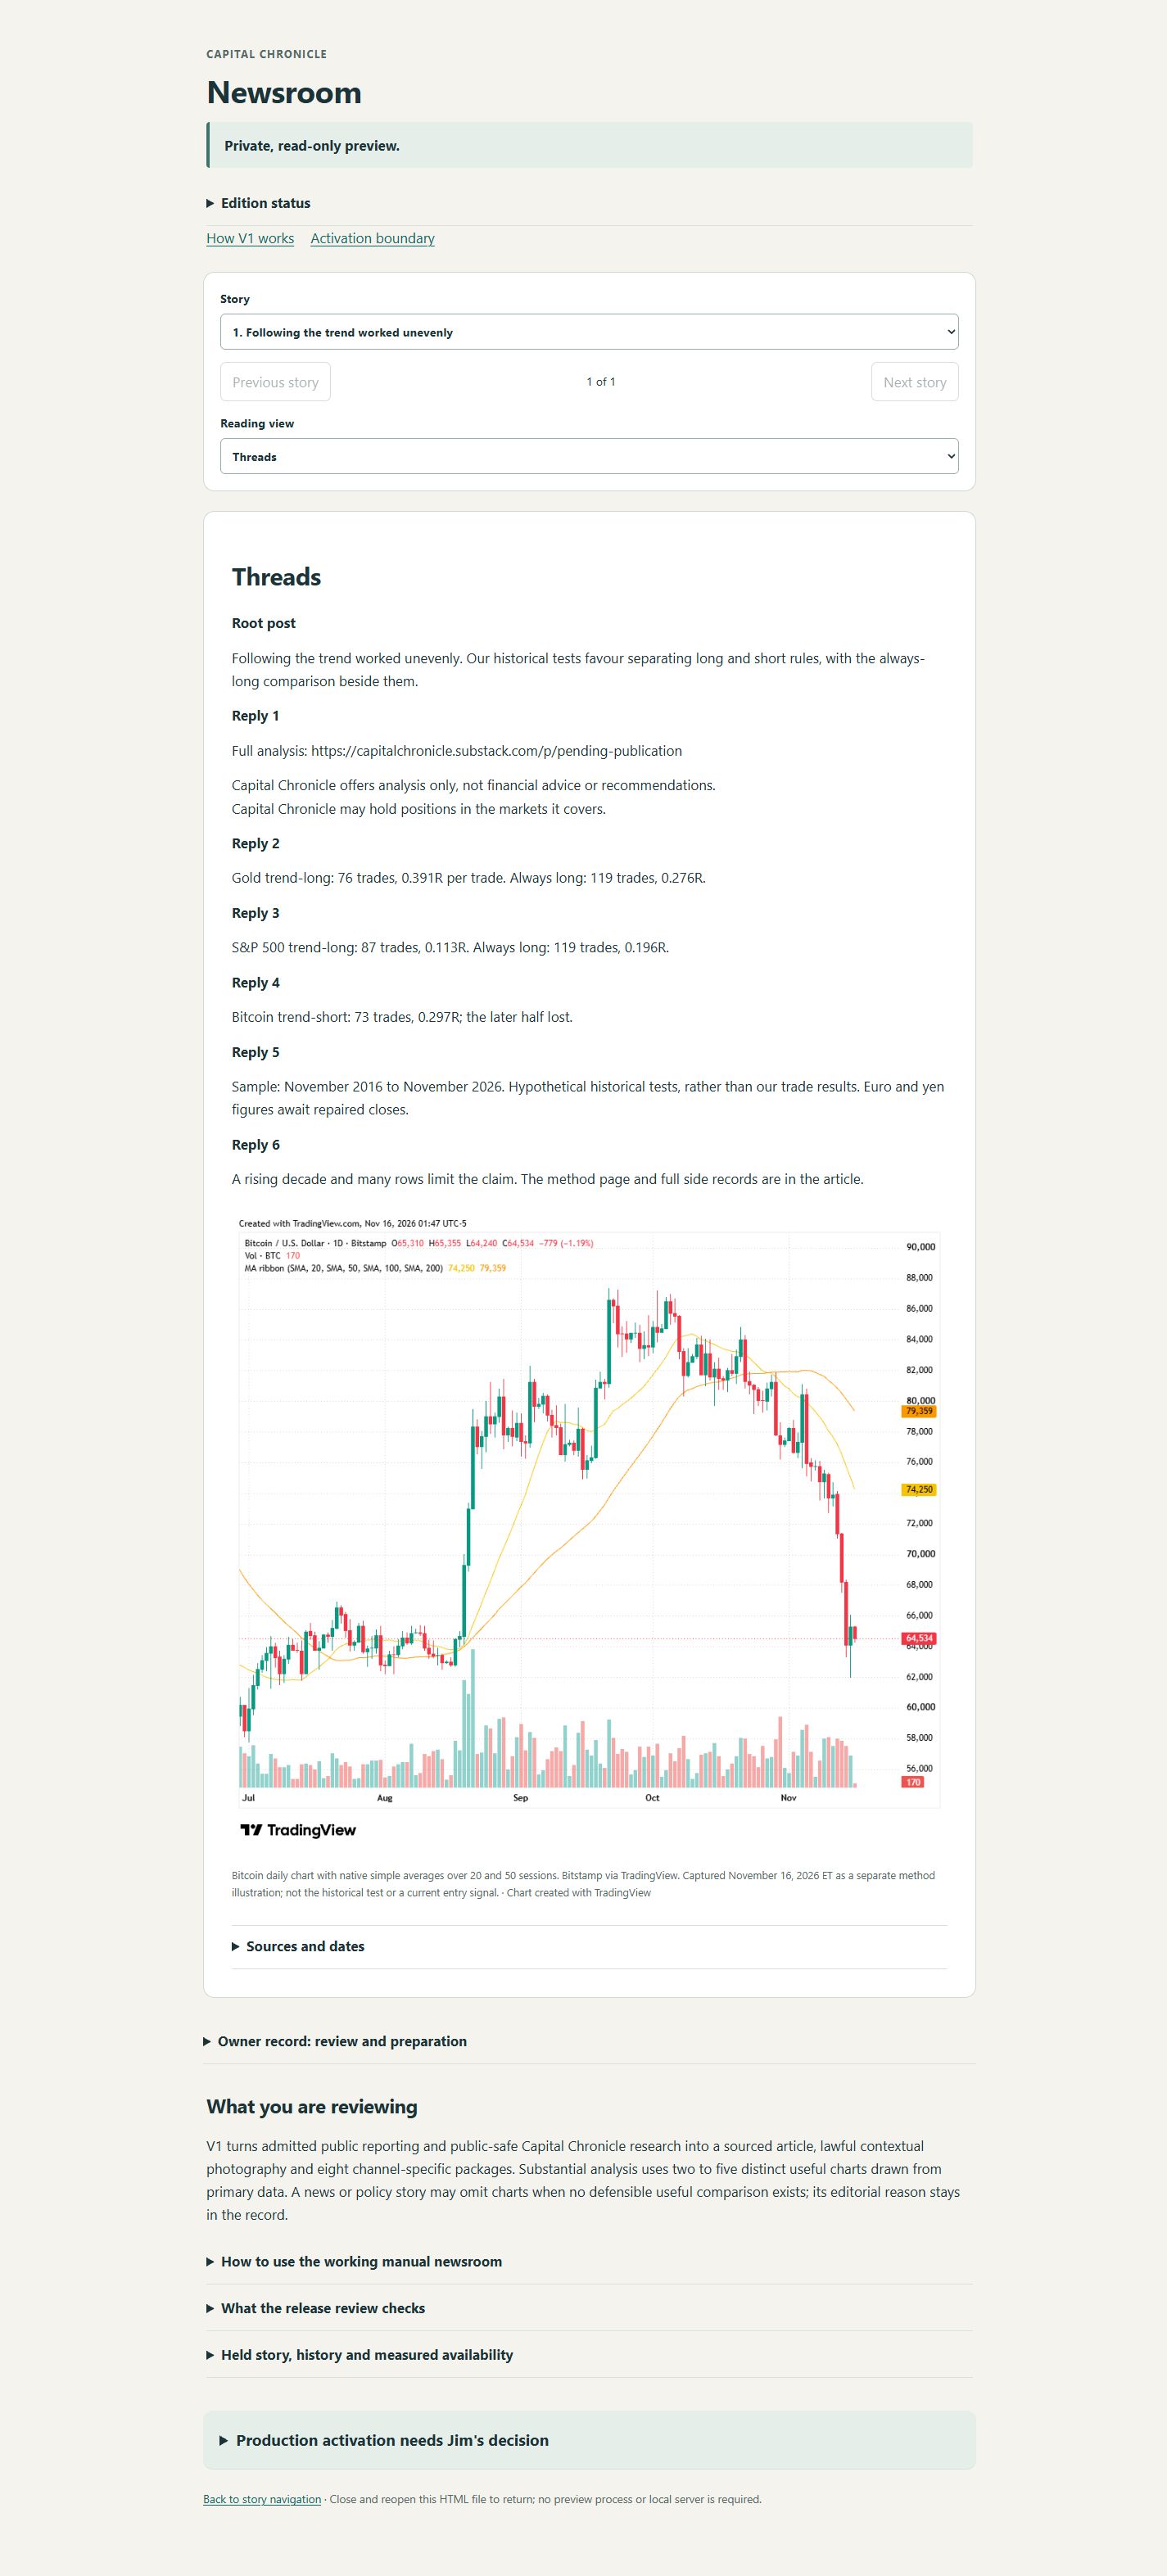 CAPITAL CHRONICLE
Newsroom
Private, read-only preview.
Edition status
How V1 works Activation boundary
Story
1. Following the trend worked unevenly
Previous story 1 of 1 Next story
Reading view
Threads
Threads
Root post
Following the trend worked unevenly. Our historical tests favour separating long and short rules, with the always-
long comparison beside them.
Reply 1
Full analysis: https://capitalchronicle.substack.com/p/pending-publication
Capital Chronicle offers analysis only, not financial advice or recommendations.
Capital Chronicle may hold positions in the markets it covers.
Reply 2
Gold trend-long: 76 trades, 0.391R per trade. Always long: 119 trades, 0.276R.
Reply 3
S&P 500 trend-long: 87 trades, 0.113R. Always long: 119 trades, 0.196R.
Reply 4
Bitcoin trend-short: 73 trades, 0.297R; the later half lost.
Reply 5
Sample: November 2016 to November 2026. Hypothetical historical tests, rather than our trade results. Euro and yen
figures await repaired closes.
Reply 6
A rising decade and many rows limit the claim. The method page and full side records are in the article.
Created with TradingView.com, Nov 16, 2026 01:47 UTC-5
Bitcoin / U.S. Dollar · 1D · Bitstamp O65,310 H65,355 L64,240 C64,534 −779 (−1.19%)
Vol · BTC 170
MA ribbon (SMA, 20, SMA, 50, SMA, 100, SMA, 200) 74,250 79,359
90,000
88,000
86,000
84,000
82,000
80,000
79,359
78,000
76,000
74,250
72,000
70,000
68,000
66,000
64,534
64,000
62,000
60,000
58,000
56,000
170
Jul Aug Sep Oct Nov
TradingView
Bitcoin daily chart with native simple averages over 20 and 50 sessions. Bitstamp via TradingView. Captured November 16, 2026 ET as a separate method
illustration; not the historical test or a current entry signal. · Chart created with TradingView
Sources and dates
Owner record: review and preparation
What you are reviewing
V1 turns admitted public reporting and public-safe Capital Chronicle research into a sourced article, lawful contextual
photography and eight channel-specific packages. Substantial analysis uses two to five distinct useful charts drawn from
primary data. A news or policy story may omit charts when no defensible useful comparison exists; its editorial reason stays
in the record.
How to use the working manual newsroom
What the release review checks
Held story, history and measured availability
Production activation needs Jim's decision
Back to story navigation · Close and reopen this HTML file to return; no preview process or local server is required.